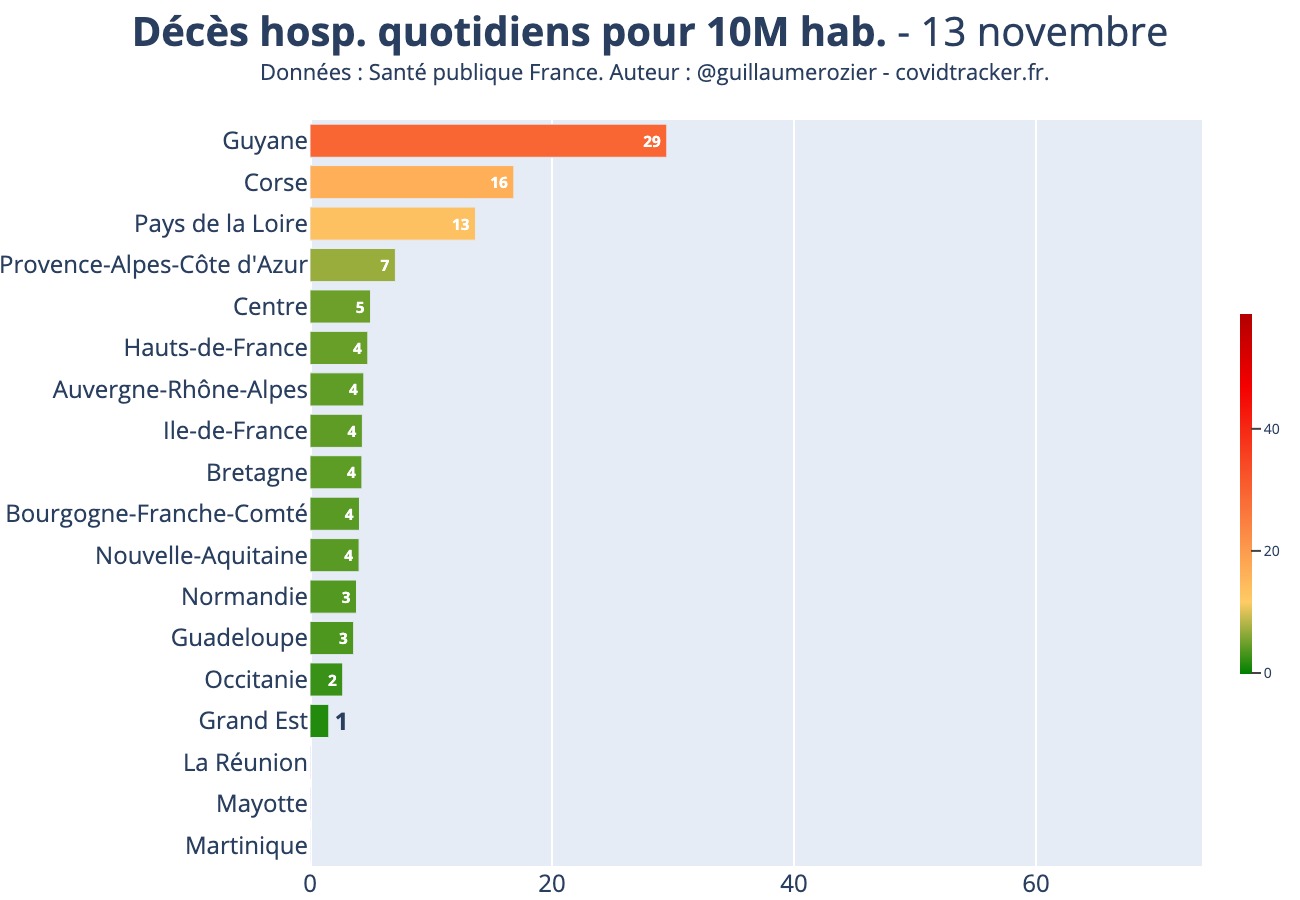 Décès hosp. quotidiens pour 10M hab. - 13 novembre
Données : Santé publique France. Auteur : @guillaumerozier - covidtracker.fr.
Guyane 29
Corse 16
Pays de la Loire 13
Provence-Alpes-Côte d'Azur 7
Centre 5
Hauts-de-France 4
Auvergne-Rhône-Alpes 4
Ile-de-France 4
Bretagne 4
Bourgogne-Franche-Comté 4
Nouvelle-Aquitaine 4
Normandie 3
Guadeloupe 3
Occitanie 2
Grand Est 1
La Réunion
Mayotte
Martinique
0 20 40 60
40
20
0